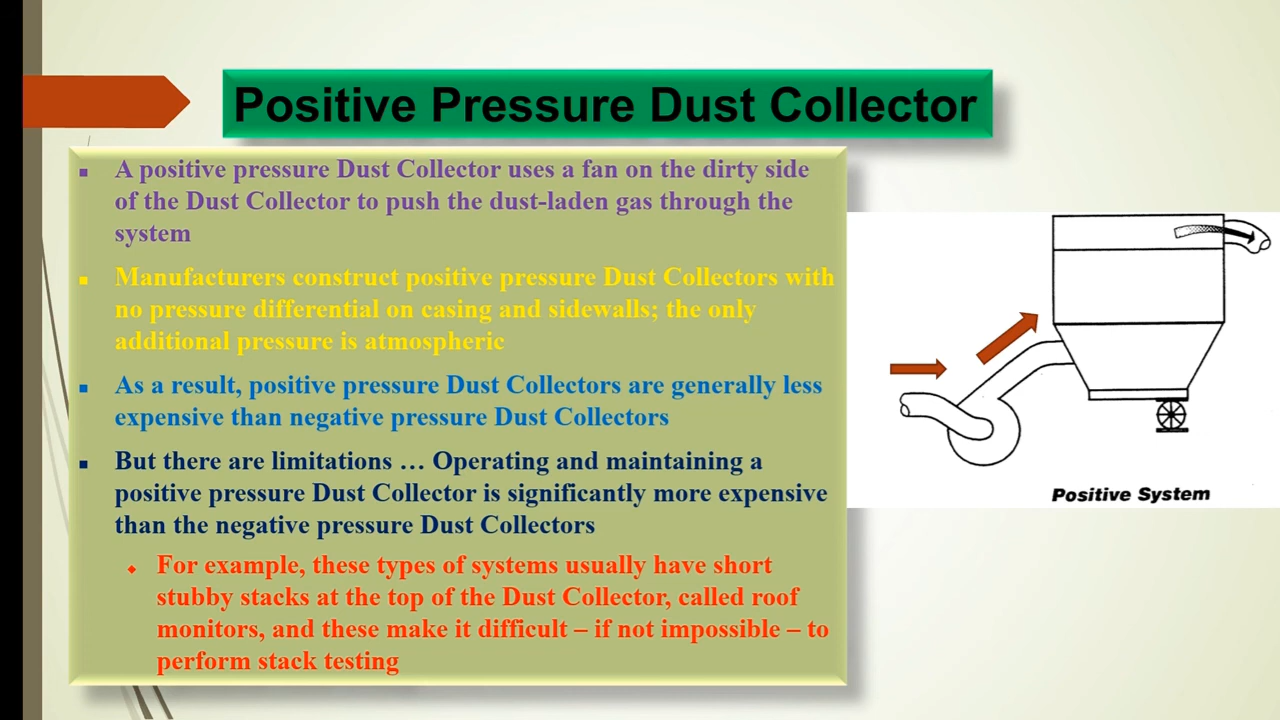 Positive Pressure Dust Collector
A positive pressure Dust Collector uses a fan on the dirty side
of the Dust Collector to push the dust-laden gas through the
system
Manufacturers construct positive pressure Dust Collectors with
no pressure differential on casing and sidewalls; the only
additional pressure is atmospheric
As a result, positive pressure Dust Collectors are generally less
expensive than negative pressure Dust Collectors
But there are limitations … Operating and maintaining a
positive pressure Dust Collector is significantly more expensive
than the negative pressure Dust Collectors
For example, these types of systems usually have short
stubby stacks at the top of the Dust Collector, called roof
monitors, and these make it difficult – if not impossible – to
perform stack testing
Positive System